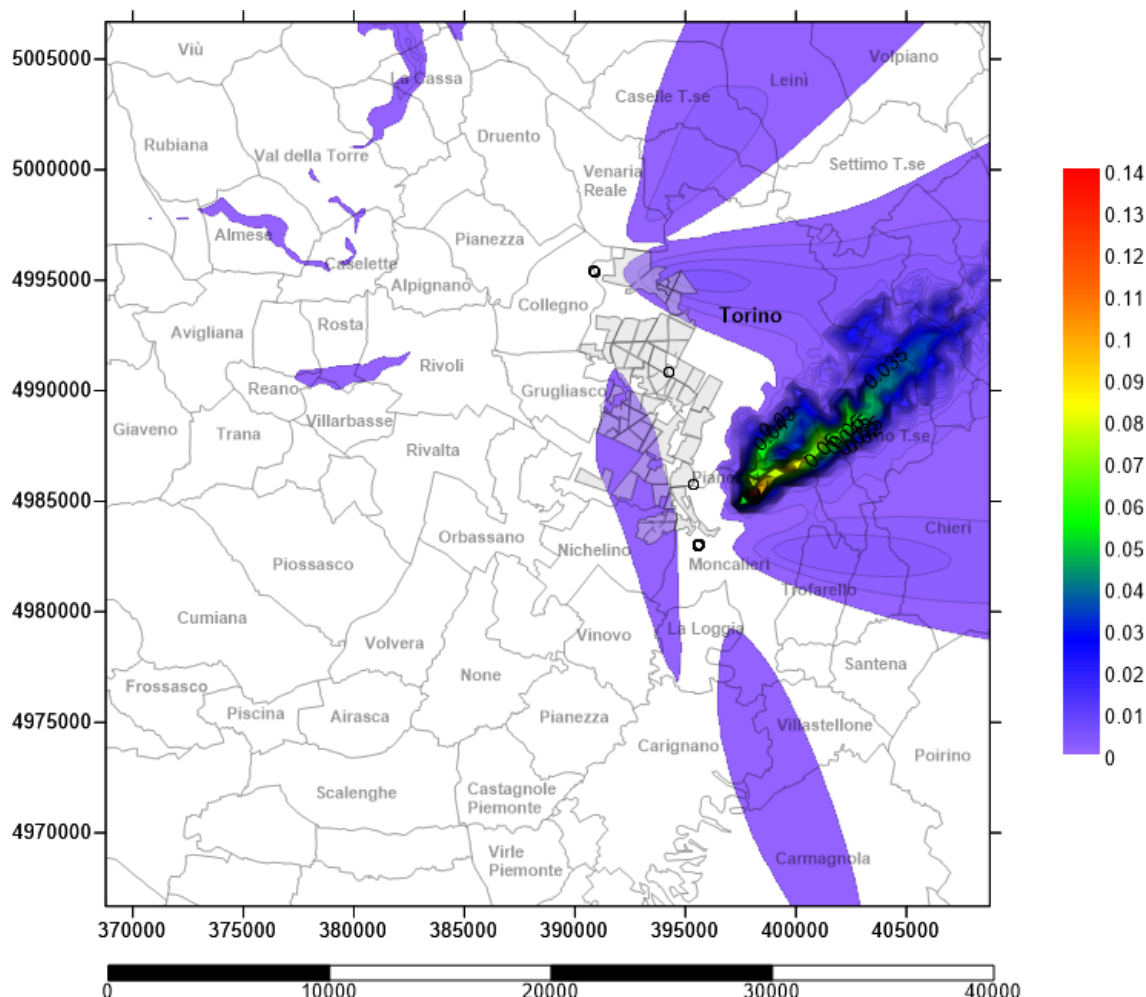 5005000
5000000
4995000
4990000
4985000
4980000
4975000
4970000
Viù
La Cassa
Caselle T.se
Leinì
Volpiano
Rubiana
Val della Torre
Druento
Venaria
Reale
Settimo T.se
Almese
Caselette
Pianezza
Alpignano
Collegno
Torino
Avigliana
Rosta
Rivoli
Reano
Grugliasco
0.035
Giaveno
Trana
Villarbasse
Rivalta
0.043
T.se
Orbassano
Nichelino
Moncalieri
Chieri
Piossasco
Trofarello
Cumiana
Volvera
Vinovo
La Loggia
Santena
Frossasco
None
Piscina
Airasca
Pianezza
Villastellone
Carignano
Poirino
Scalenghe
Castagnole
Piemonte
Virle
Piemonte
Carmagnola
370000 375000 380000 385000 390000 395000 400000 405000
0 10000 20000 30000 40000
0.14
0.13
0.12
0.11
0.1
0.09
0.08
0.07
0.06
0.05
0.04
0.03
0.02
0.01
0